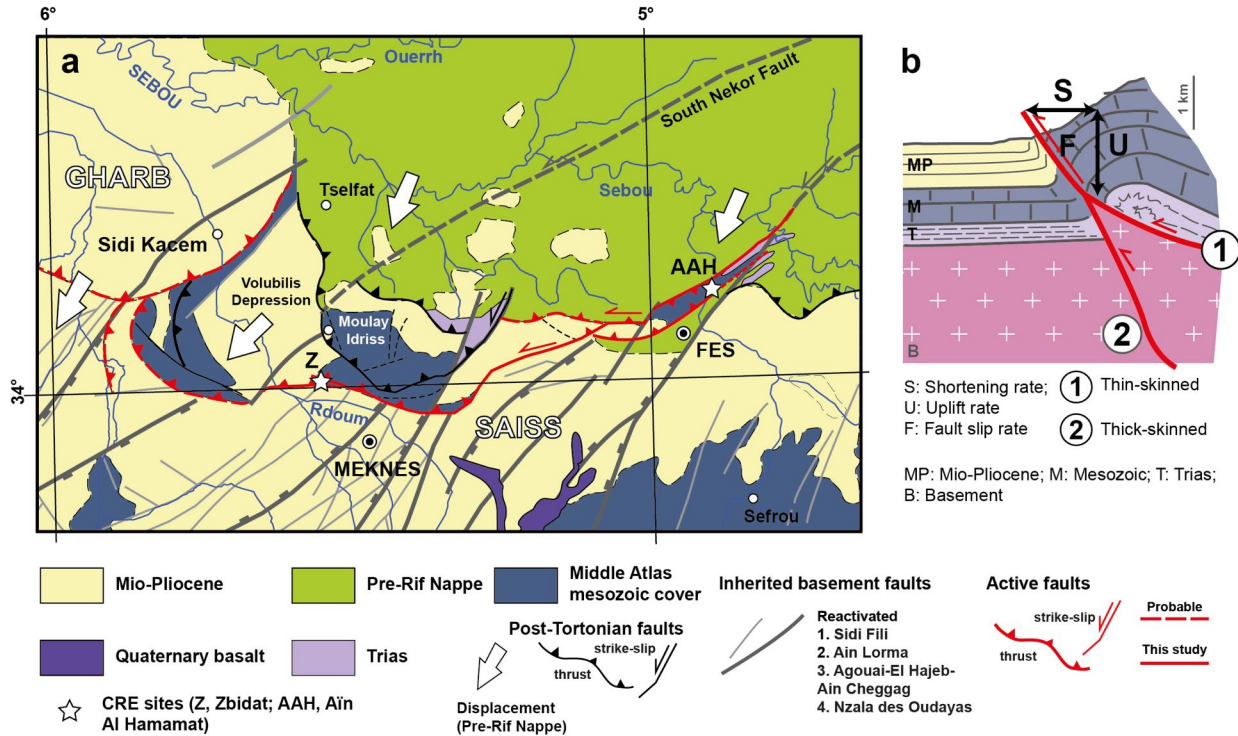 6°
5°
34°
a
Ouerrh
SEBOU
South Nekor Fault
GHARB
Tselfat
Sebou
Sidi Kacem
AAH
Volubilis
Depression
Moulay
Idriss
FES
Z
Rdoum
SAISS
MEKNES
Sefrou
b
S
1 km
F
U
MP
M
T
1
2
B
S: Shortening rate;
U: Uplift rate
F: Fault slip rate
1 Thin-skinned
2 Thick-skinned
MP: Mio-Pliocene; M: Mesozoic; T: Trias;
B: Basement
Mio-Pliocene
Pre-Rif Nappe
Middle Atlas
mesozoic cover
Quaternary basalt
Trias
CRE sites (Z, Zbidat; AAH, Aïn
Al Hamamat)
Post-Tortonian faults
strike-slip
thrust
Displacement
(Pre-Rif Nappe)
Inherited basement faults
Reactivated
1. Sidi Fili
2. Ain Lorma
3. Agouai-El Hajeb-
Ain Cheggag
4. Nzala des Oudayas
Active faults
strike-slip
thrust
Probable
This study